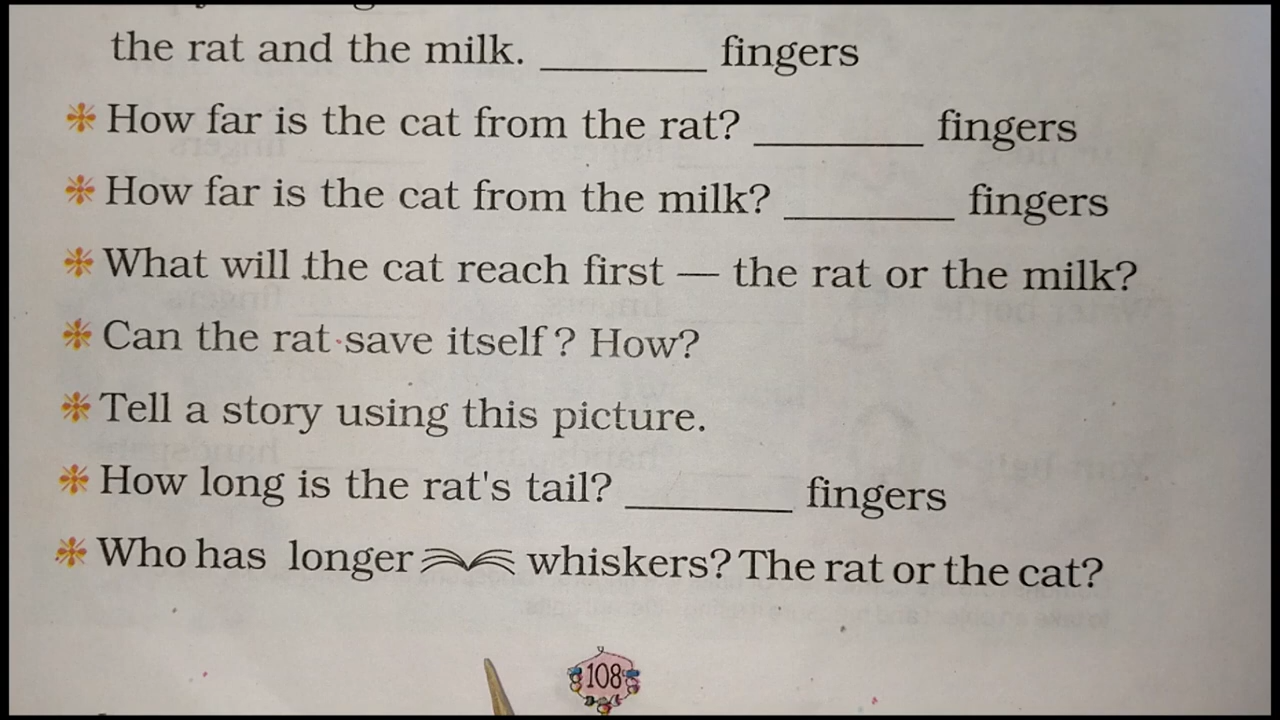 the rat and the milk. ________ fingers
How far is the cat from the rat? ________ fingers
How far is the cat from the milk? ________ fingers
What will the cat reach first — the rat or the milk?
Can the rat save itself? How?
Tell a story using this picture.
How long is the rat's tail? ________ fingers
Who has longer whiskers? The rat or the cat?
108